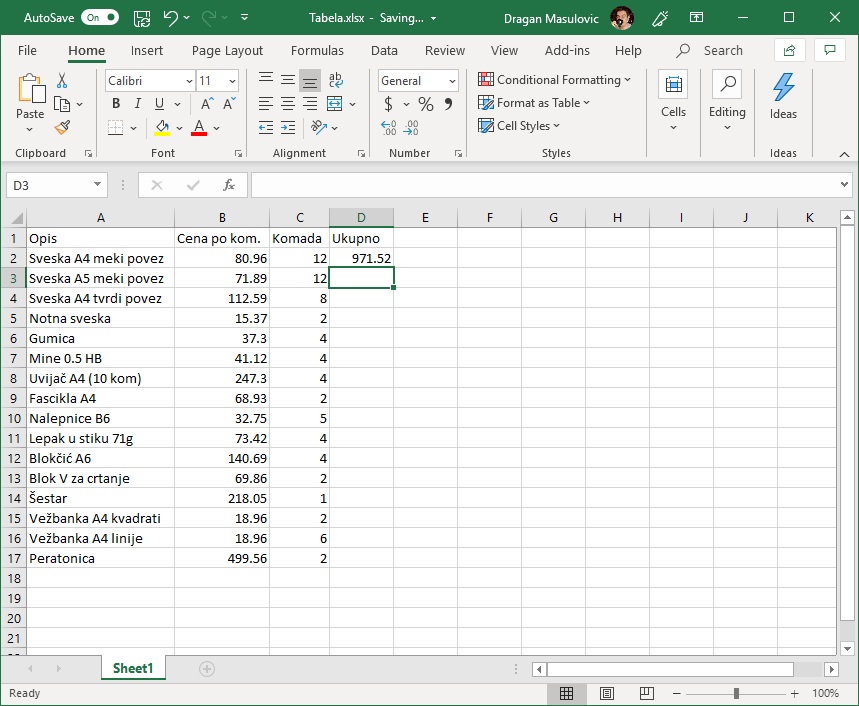 AutoSave On Tabela.xlsx - Saving... Dragan Masulovic
File Home Insert Page Layout Formulas Data Review View Add-ins Help Search
Paste Calibri 11 General $ % Conditional Formatting Cells Editing Ideas
B I U A A Format as Table
A Cell Styles
Clipboard Font Alignment Number Styles Ideas
D3 fx
A B C D E F G H I J K
1 Opis Cena po kom. Komada Ukupno
2 Sveska A4 meki povez 80.96 12 971.52
3 Sveska A5 meki povez 71.89 12
4 Sveska A4 tvrdi povez 112.59 8
5 Notna sveska 15.37 2
6 Gumica 37.3 4
7 Mine 0.5 HB 41.12 4
8 Uvijač A4 (10 kom) 247.3 4
9 Fascikla A4 68.93 2
10 Nalepnice B6 32.75 5
11 Lepak u stiku 71g 73.42 4
12 Blokčić A6 140.69 4
13 Blok V za crtanje 69.86 2
14 Šestar 218.05 1
15 Vežbanka A4 kvadrati 18.96 2
16 Vežbanka A4 linije 18.96 6
17 Peratonica 499.56 2
18
19
20
21
Sheet1
Ready 100%